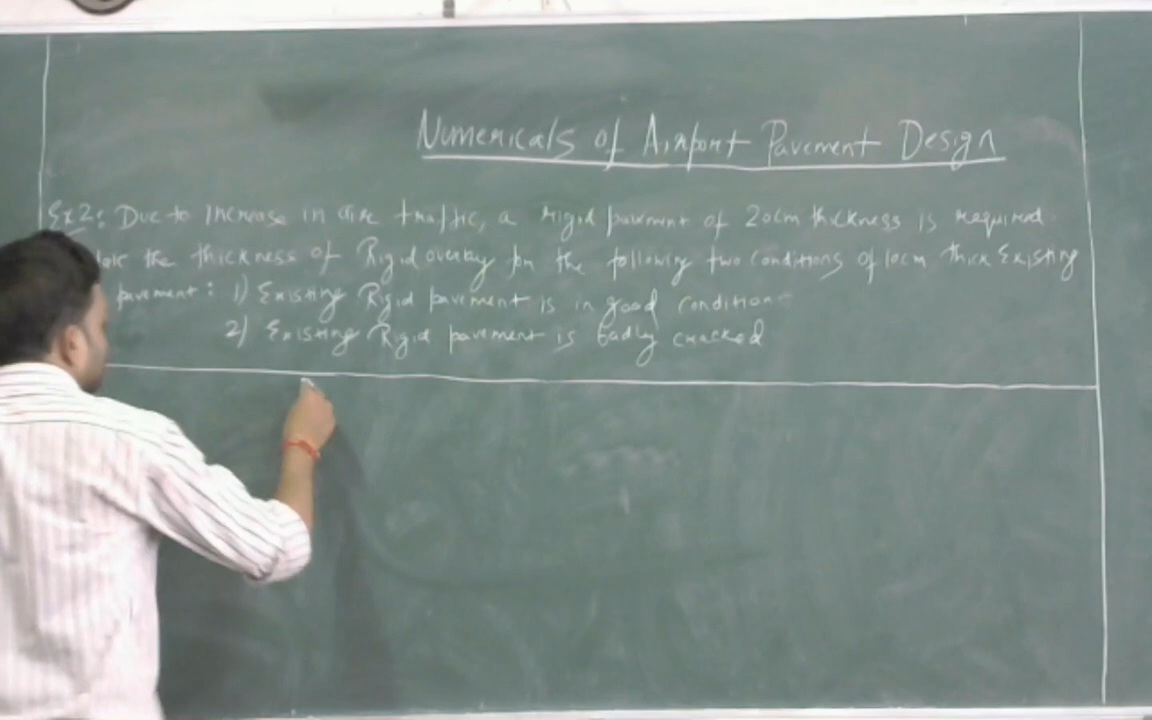 Numericals of Airport Pavement Design
Ex2: Due to increase in air traffic, a rigid pavement of 20cm thickness is required
the thickness of Rigid overlay for the following two conditions of 10cm thick Existing
pavement: 1) Existing Rigid pavement is in good condition
2) Existing Rigid pavement is badly cracked